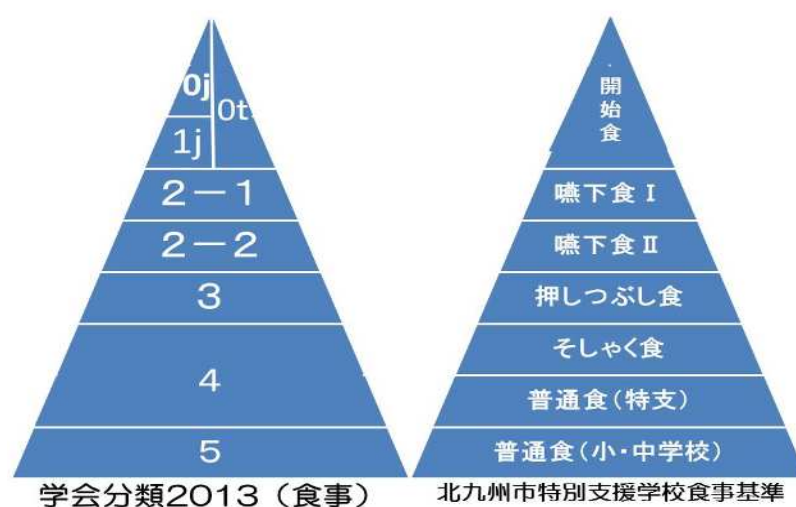 0j
0t
1j
2－1
2－2
3
4
5
学会分類2013（食事）
開始食
嚥下食Ⅰ
嚥下食Ⅱ
押しつぶし食
そしゃく食
普通食（特支）
普通食（小・中学校）
北九州市特別支援学校食事基準